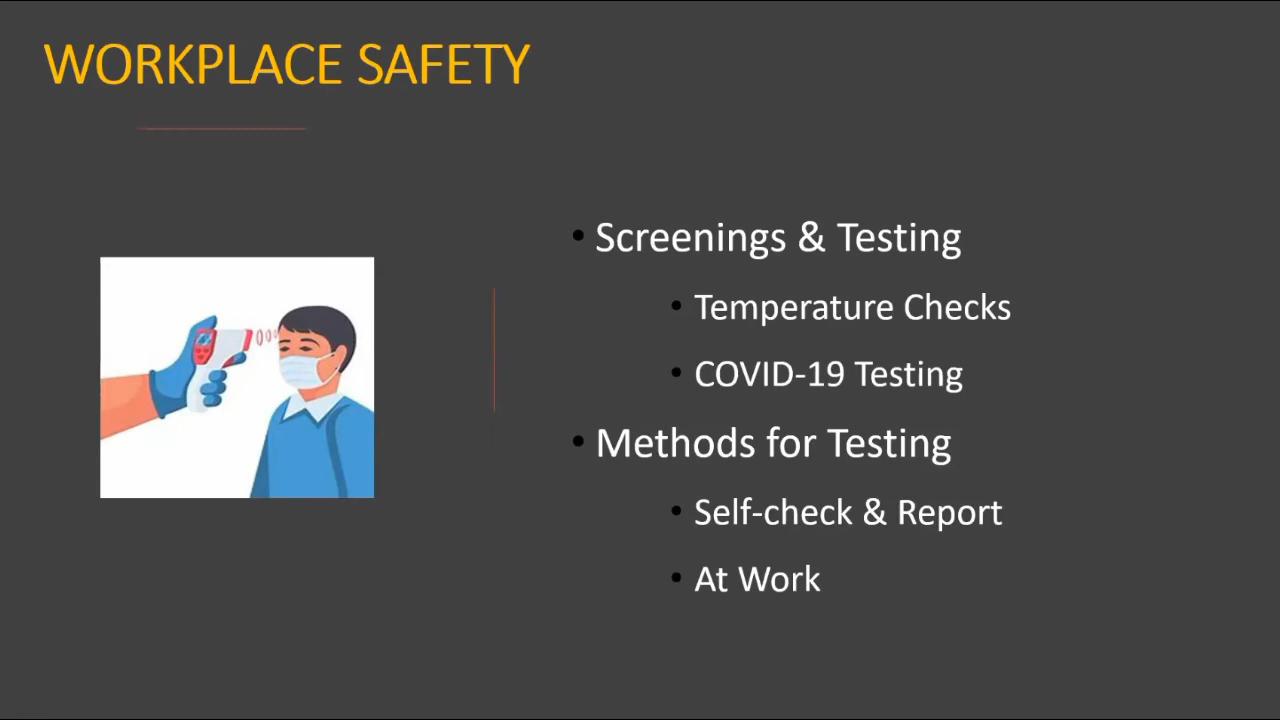 WORKPLACE SAFETY
• Screenings & Testing
• Temperature Checks
• COVID-19 Testing
• Methods for Testing
• Self-check & Report
• At Work